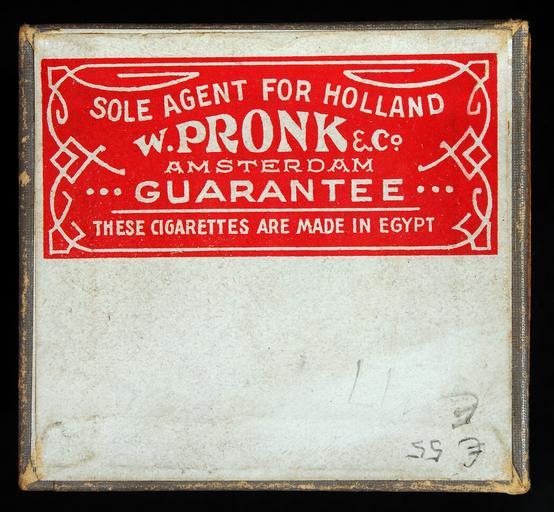 SOLE AGENT FOR HOLLAND
W. PRONK & Co
AMSTERDAM
••• GUARANTEE •••
THESE CIGARETTES ARE MADE IN EGYPT